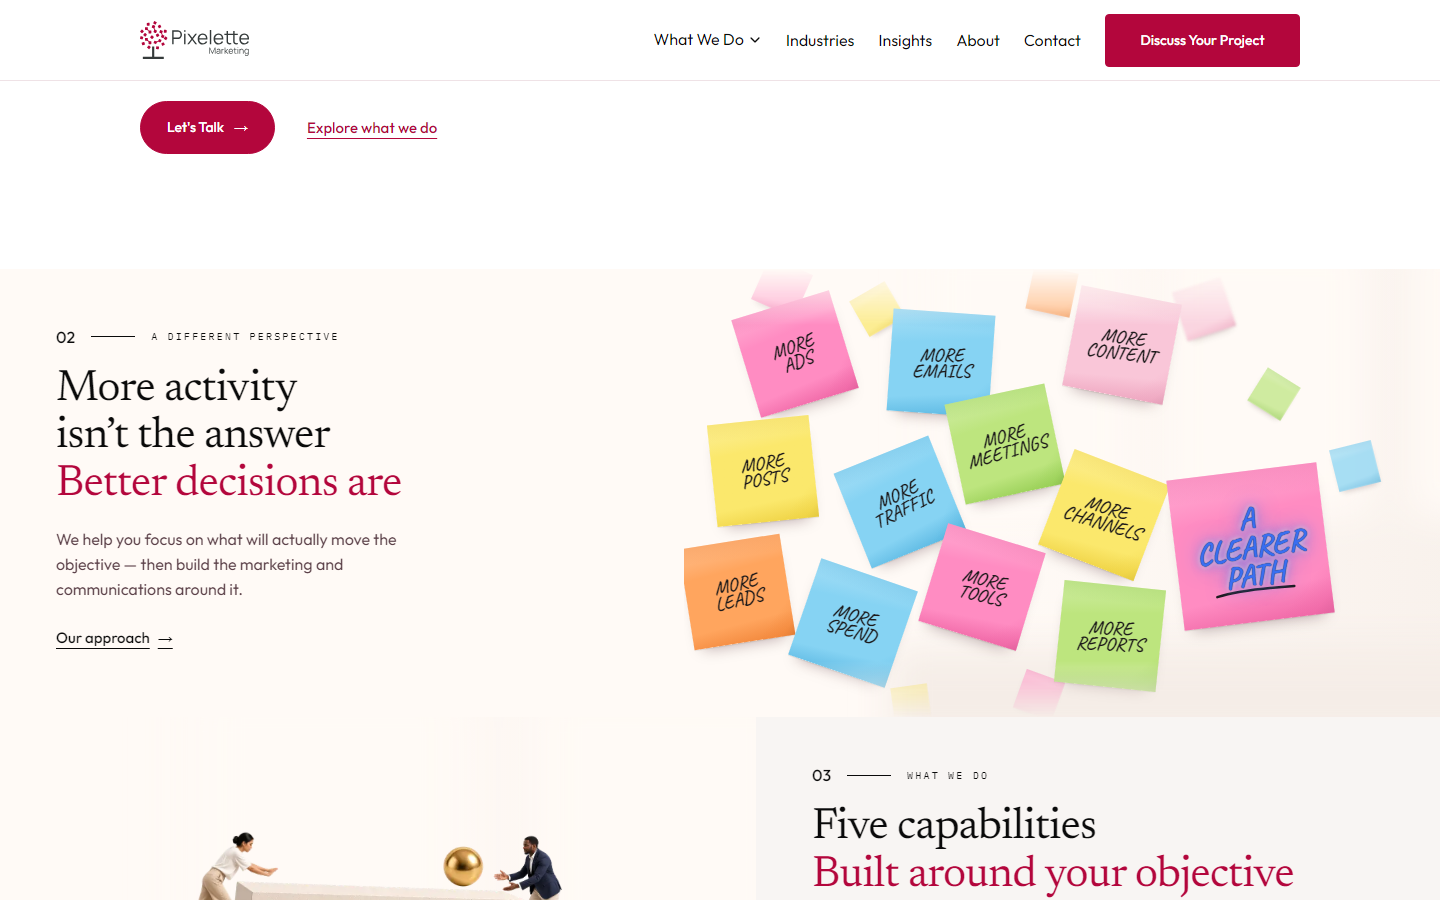 Pixelette
Marketing
What We Do
Industries
Insights
About
Contact
Discuss Your Project
Let's Talk →
Explore what we do
02
A DIFFERENT PERSPECTIVE
More activity
isn’t the answer
Better decisions are
We help you focus on what will actually move the
objective — then build the marketing and
communications around it.
Our approach →
MORE
ADS
MORE
EMAILS
MORE
CONTENT
MORE
POSTS
MORE
TRAFFIC
MORE
MEETINGS
MORE
CHANNELS
A
CLEARER
PATH
MORE
LEADS
MORE
SPEND
MORE
TOOLS
MORE
REPORTS
03
WHAT WE DO
Five capabilities
Built around your objective